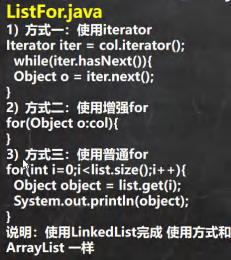 ListFor.java
1) 方式一：使用iterator
Iterator iter = col.iterator();
while(iter.hasNext()){
Object o = iter.next();
}
2) 方式二：使用增强for
for(Object o:col){
}
3) 方式三：使用普通for
for(int i=0;i<list.size();i++){
Object object = list.get(i);
System.out.println(object);
}
说明：使用LinkedList完成 使用方式和
ArrayList 一样